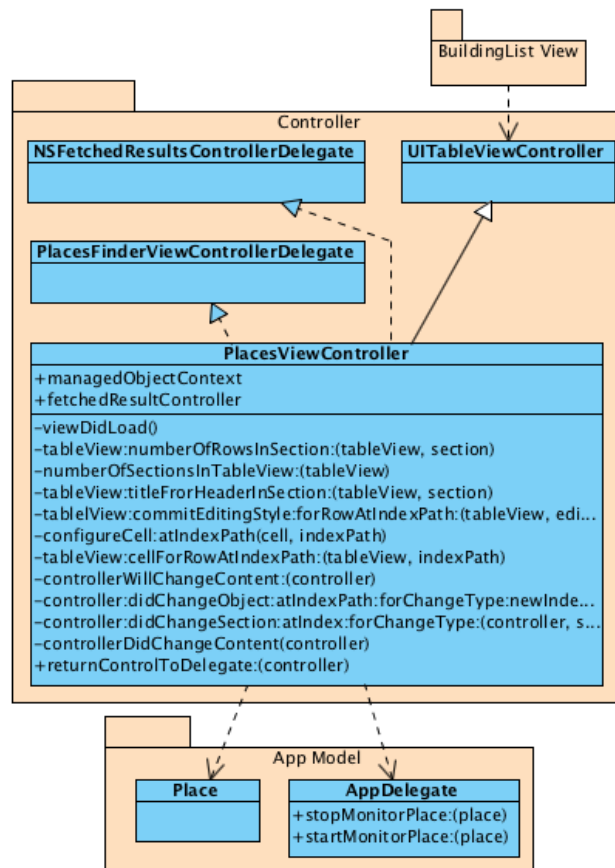 BuildingList View
Controller
NSFetchedResultsControllerDelegate
UITableViewController
PlacesFinderViewControllerDelegate
PlacesViewController
+managedObjectContext
+fetchedResultController
-viewDidLoad()
-tableView:numberOfRowsInSection:(tableView, section)
-numberOfSectionsInTableView:(tableView)
-tableView:titleFrorHeaderInSection:(tableView, section)
-tablelView:commitEditingStyle:forRowAtIndexPath:(tableView, edi...
-configureCell:atIndexPath(cell, indexPath)
-tableView:cellForRowAtIndexPath:(tableView, indexPath)
-controllerWillChangeContent:(controller)
-controller:didChangeObject:atIndexPath:forChangeType:newInde...
-controller:didChangeSection:atIndex:forChangeType:(controller, s...
-controllerDidChangeContent(controller)
+returnControlToDelegate:(controller)
App Model
Place
AppDelegate
+stopMonitorPlace:(place)
+startMonitorPlace:(place)